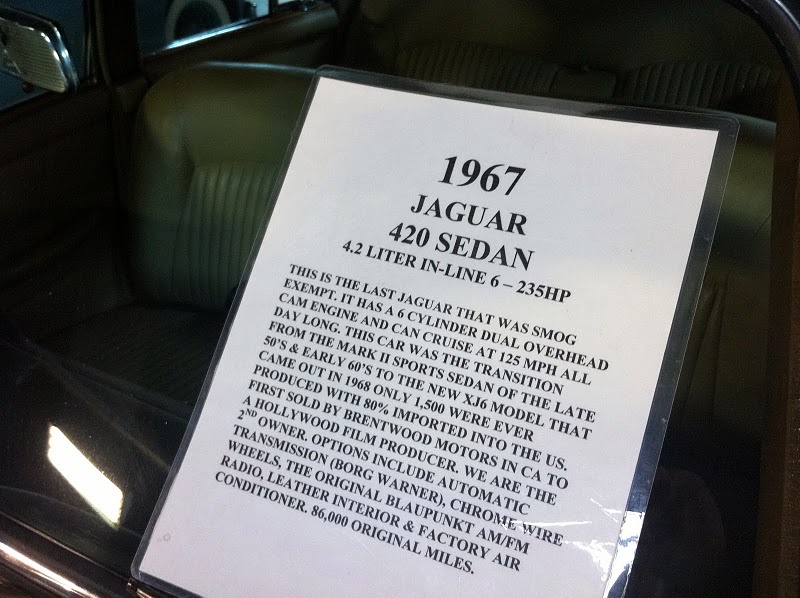 1967
JAGUAR
420 SEDAN
4.2 LITER IN-LINE 6 – 235HP
THIS IS THE LAST JAGUAR THAT WAS SMOG
EXEMPT. IT HAS A 6 CYLINDER DUAL OVERHEAD
CAM ENGINE AND CAN CRUISE AT 125 MPH ALL
DAY LONG. THIS CAR WAS THE TRANSITION
FROM THE MARK II SPORTS SEDAN OF THE LATE
50'S & EARLY 60'S TO THE NEW XJ6 MODEL THAT
CAME OUT IN 1968 ONLY 1,500 WERE EVER
PRODUCED WITH 80% IMPORTED INTO THE US.
FIRST SOLD BY BRENTWOOD MOTORS IN CA TO
A HOLLYWOOD FILM PRODUCER. WE ARE THE
2ND OWNER. OPTIONS INCLUDE AUTOMATIC
TRANSMISSION (BORG WARNER), CHROME WIRE
WHEELS, THE ORIGINAL BLAUPUNKT AM/FM
RADIO, LEATHER INTERIOR & FACTORY AIR
CONDITIONER. 86,000 ORIGINAL MILES.